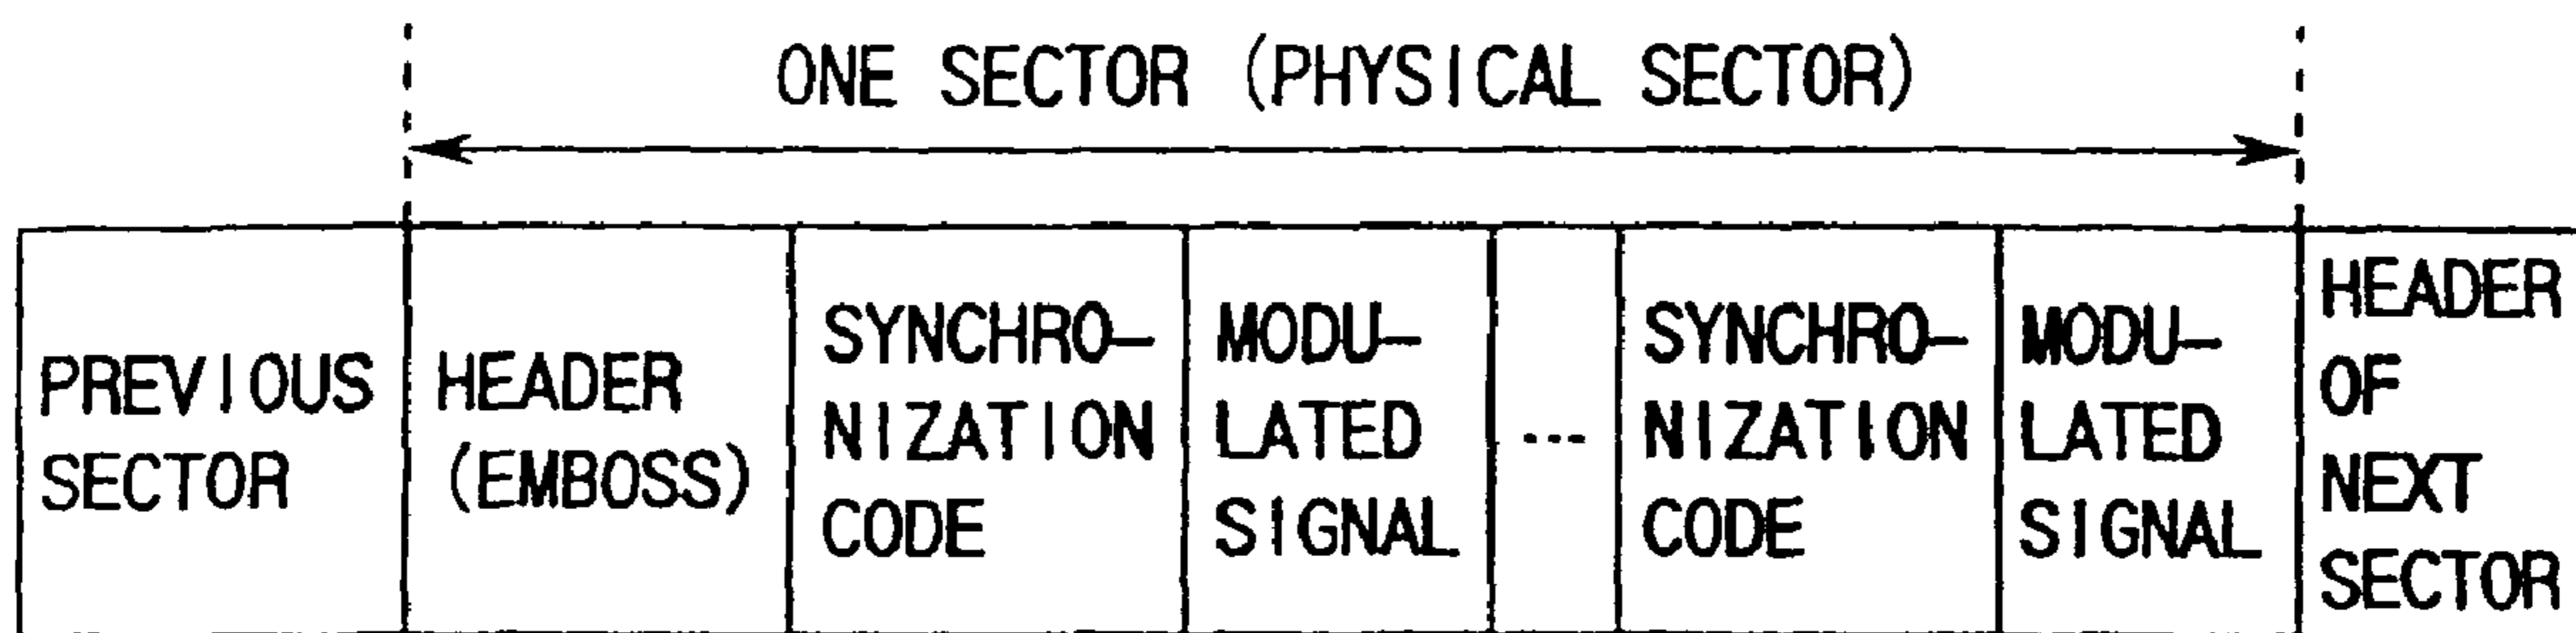 ONE SECTOR (PHYSICAL SECTOR)
PREVIOUS
SECTOR
HEADER
(EMBOSS)
SYNCHRO-
NIZATION
CODE
MODU-
LATED
SIGNAL
---
SYNCHRO-
NIZATION
CODE
MODU-
LATED
SIGNAL
HEADER
OF
NEXT
SECTOR